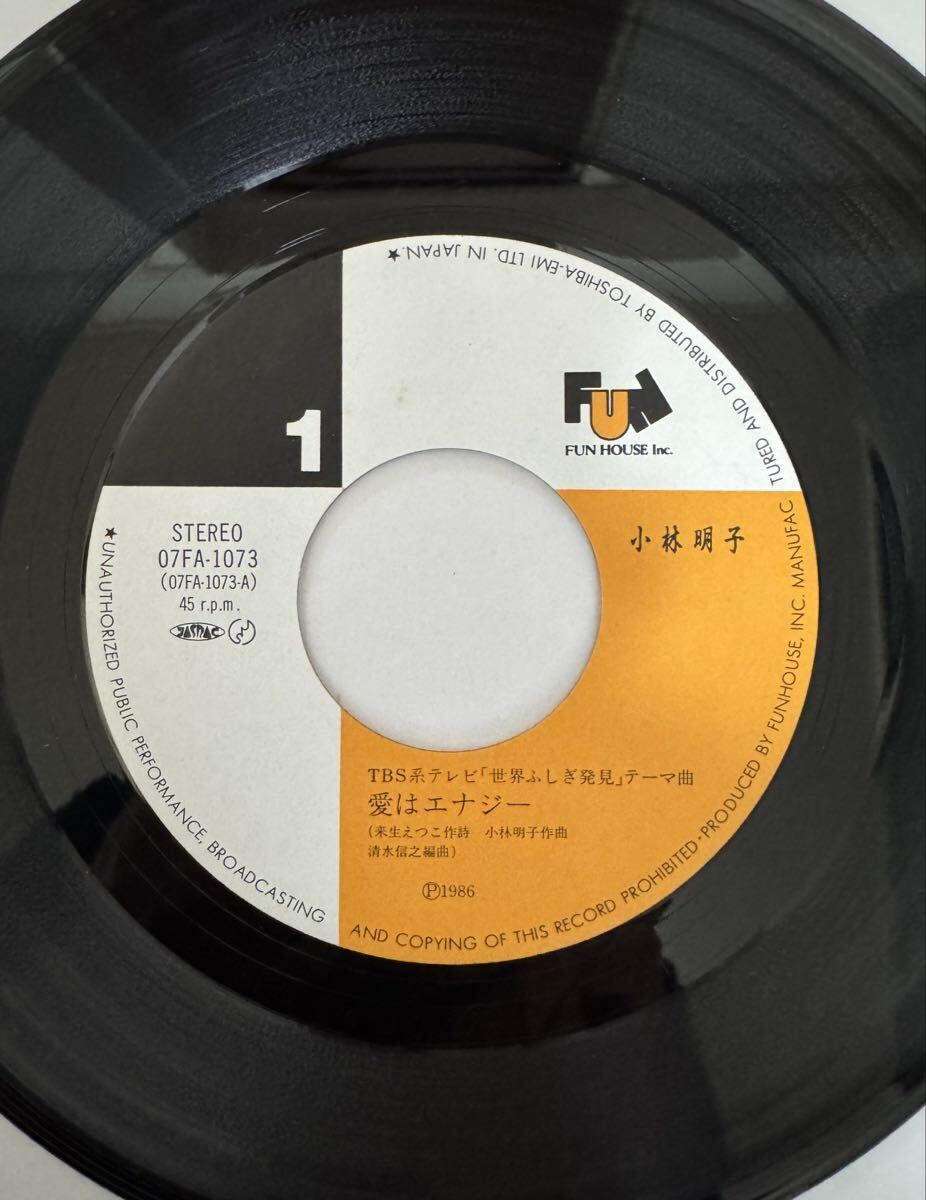 1
FUN
FUN HOUSE Inc.
STEREO
07FA-1073
(07FA-1073-A)
45 r.p.m.
JASRAC
小林明子
TBS系テレビ「世界ふしぎ発見」テーマ曲
愛はエナジー
(来生えつこ作詩 小林明子作曲
清水信之編曲)
Ⓟ1986
★UNAUTHORIZED PUBLIC PERFORMANCE, BROADCASTING AND COPYING OF THIS RECORD PROHIBITED·PRODUCED BY FUNHOUSE, INC. MANUFACTURED AND DISTRIBUTED BY TOSHIBA-EMI LTD. IN JAPAN.★